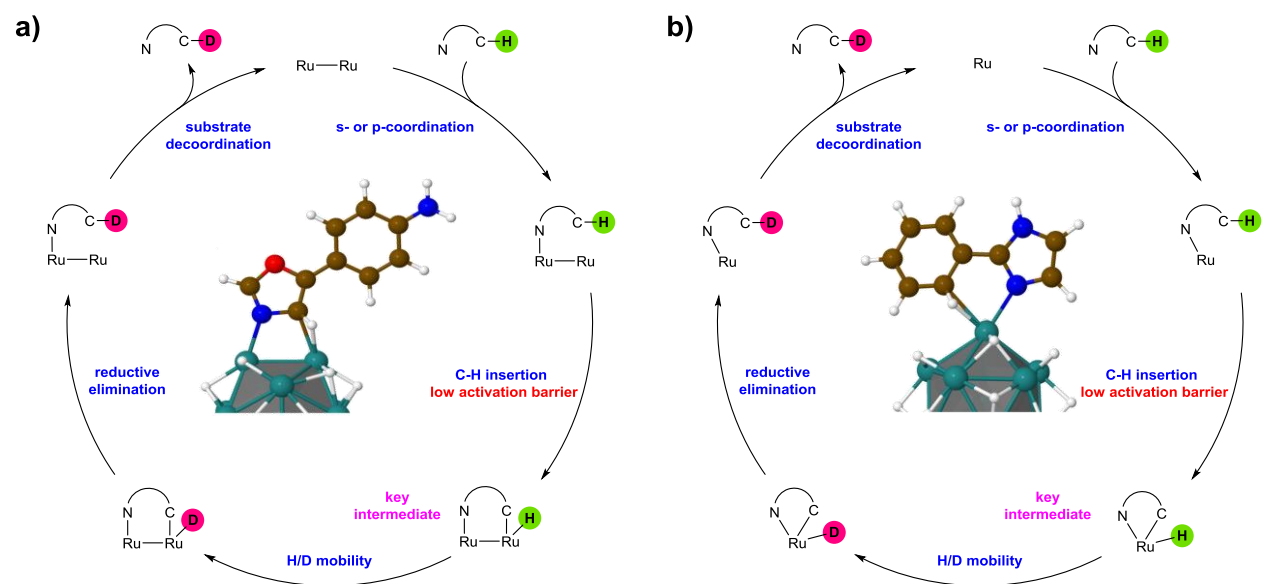 a)
N C D
Ru Ru
N C H
substrate
decoordination
s- or p-coordination
N C D
Ru Ru
N C H
Ru Ru
reductive
elimination
C-H insertion
low activation barrier
key
intermediate
N C D
Ru Ru
N C H
Ru Ru
H/D mobility
b)
N C D
Ru
N C H
substrate
decoordination
s- or p-coordination
N C D
Ru
N C H
Ru
reductive
elimination
C-H insertion
low activation barrier
key
intermediate
N C
Ru D
N C
Ru H
H/D mobility